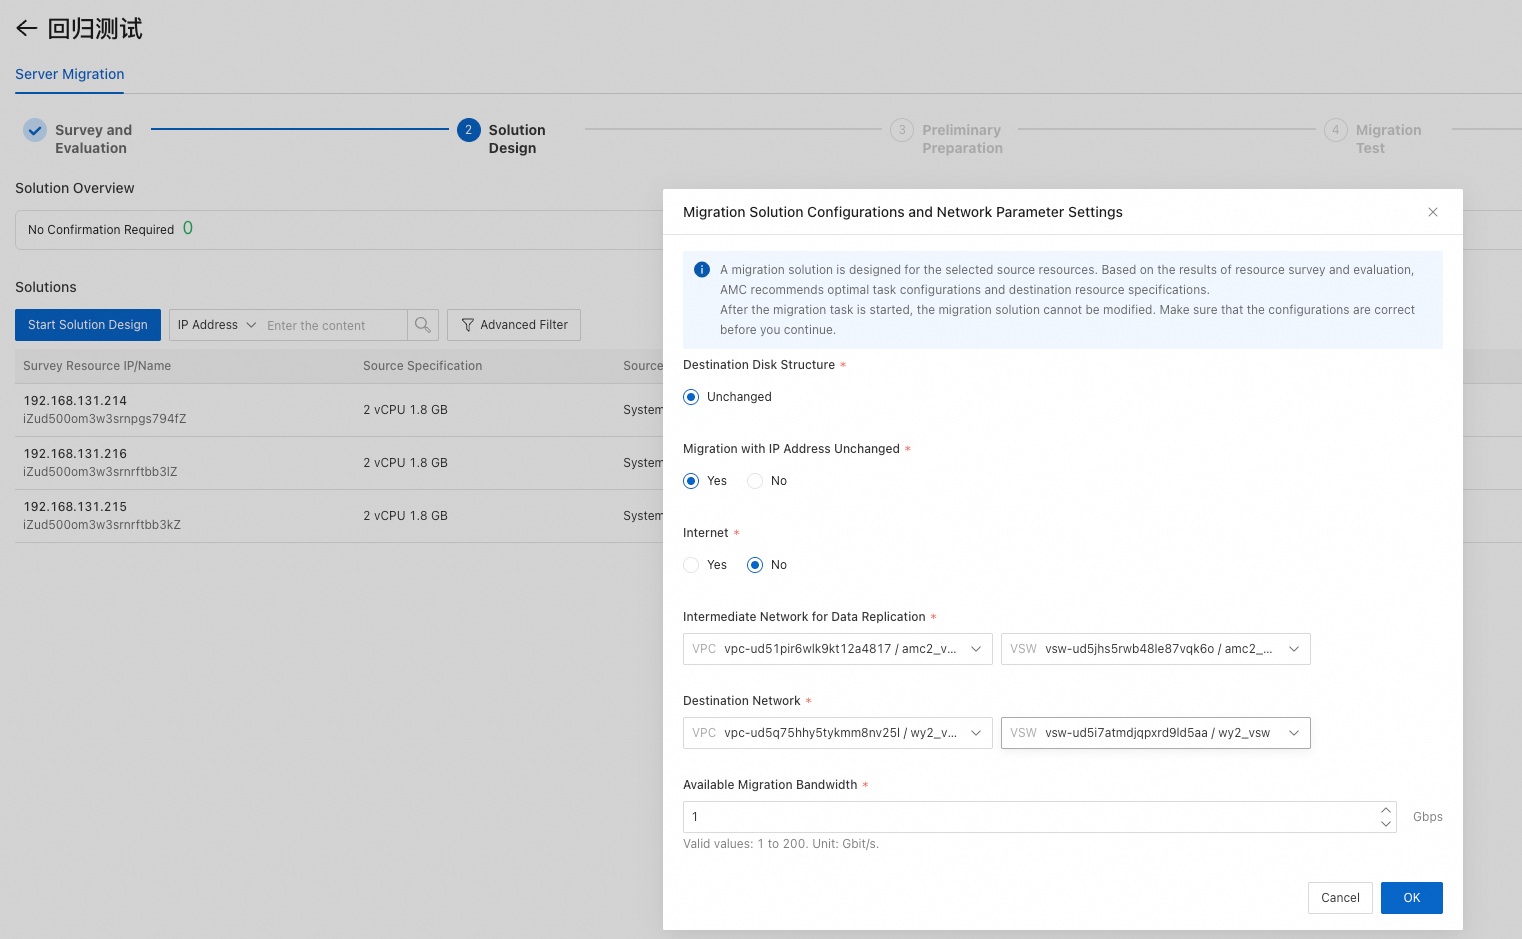 回归测试
Server Migration
Survey and
Evaluation
2
Solution
Design
3
Preliminary
Preparation
4
Migration
Test
Solution Overview
No Confirmation Required 0
Solutions
Start Solution Design
IP Address
Enter the content
Advanced Filter
Survey Resource IP/Name
Source Specification
Source
192.168.131.214
iZud500om3w3srnpgs794fZ
2 vCPU 1.8 GB
System
192.168.131.216
iZud500om3w3srnrftbb3lZ
2 vCPU 1.8 GB
System
192.168.131.215
iZud500om3w3srnrftbb3kZ
2 vCPU 1.8 GB
System
Migration Solution Configurations and Network Parameter Settings
A migration solution is designed for the selected source resources. Based on the results of resource survey and evaluation,
AMC recommends optimal task configurations and destination resource specifications.
After the migration task is started, the migration solution cannot be modified. Make sure that the configurations are correct
before you continue.
Destination Disk Structure *
Unchanged
Migration with IP Address Unchanged *
Yes No
Internet *
Yes No
Intermediate Network for Data Replication *
VPC vpc-ud51pir6wlk9kt12a4817 / amc2_v...
VSW vsw-ud5jhs5rwb48le87vqk6o / amc2_...
Destination Network *
VPC vpc-ud5q75hhy5tykmm8nv25l / wy2_v...
VSW vsw-ud5i7atmdjqpxrd9ld5aa / wy2_vsw
Available Migration Bandwidth *
1
Gbps
Valid values: 1 to 200. Unit: Gbit/s.
Cancel
OK